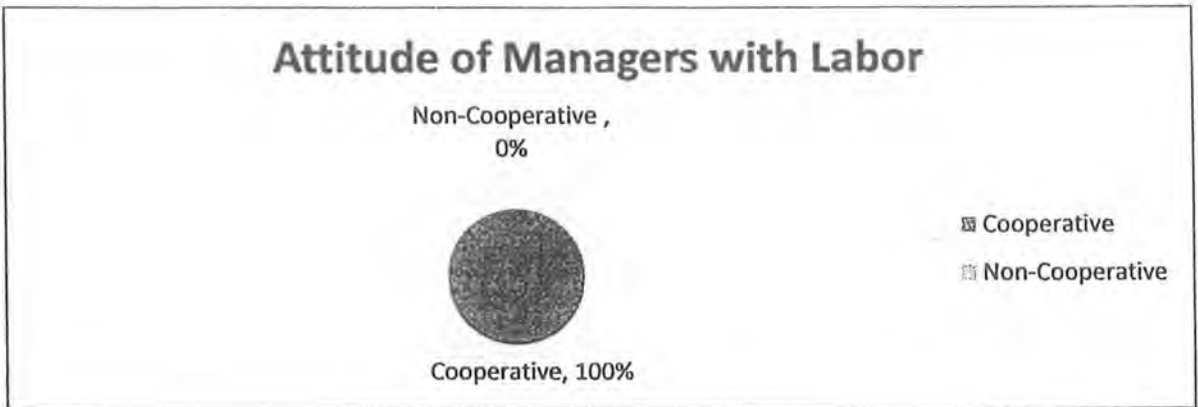 Attitude of Managers with Labor
Non-Cooperative ,
0%
Cooperative
Non-Cooperative
Cooperative, 100%